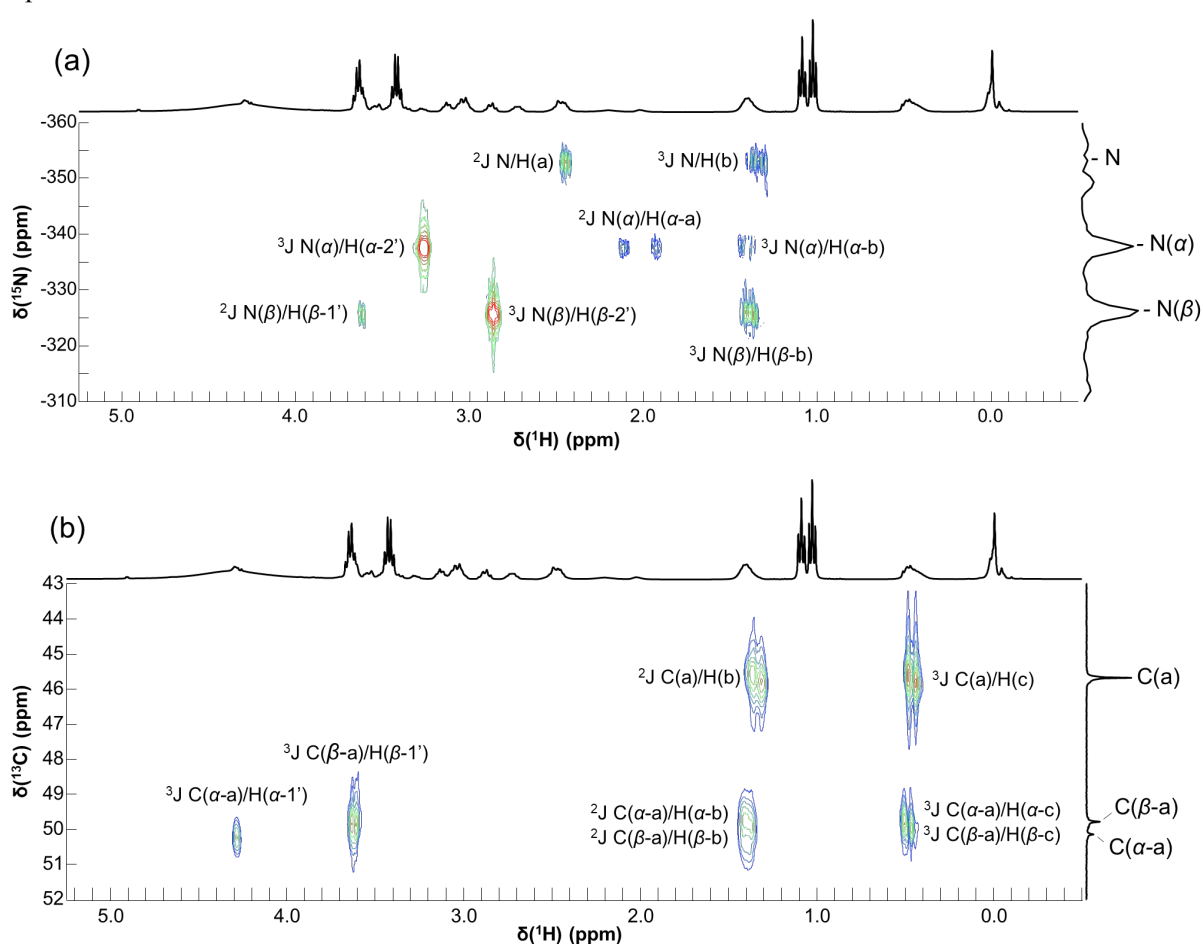 (a)
-360
-350
-340
-330
-320
-310
δ(¹⁵N) (ppm)
²J N/H(a)
³J N/H(b)
- N
²J N(α)/H(α-a)
³J N(α)/H(α-2’)
³J N(α)/H(α-b)
- N(α)
²J N(β)/H(β-1’)
³J N(β)/H(β-2’)
- N(β)
³J N(β)/H(β-b)
5.0 4.0 3.0 2.0 1.0 0.0
δ(¹H) (ppm)
(b)
43
44
45
46
47
48
49
50
51
52
δ(¹³C) (ppm)
²J C(a)/H(b)
³J C(a)/H(c)
C(a)
³J C(β-a)/H(β-1’)
³J C(α-a)/H(α-1’)
²J C(α-a)/H(α-b)
²J C(β-a)/H(β-b)
³J C(α-a)/H(α-c)
³J C(β-a)/H(β-c)
C(β-a)
C(α-a)
5.0 4.0 3.0 2.0 1.0 0.0
δ(¹H) (ppm)